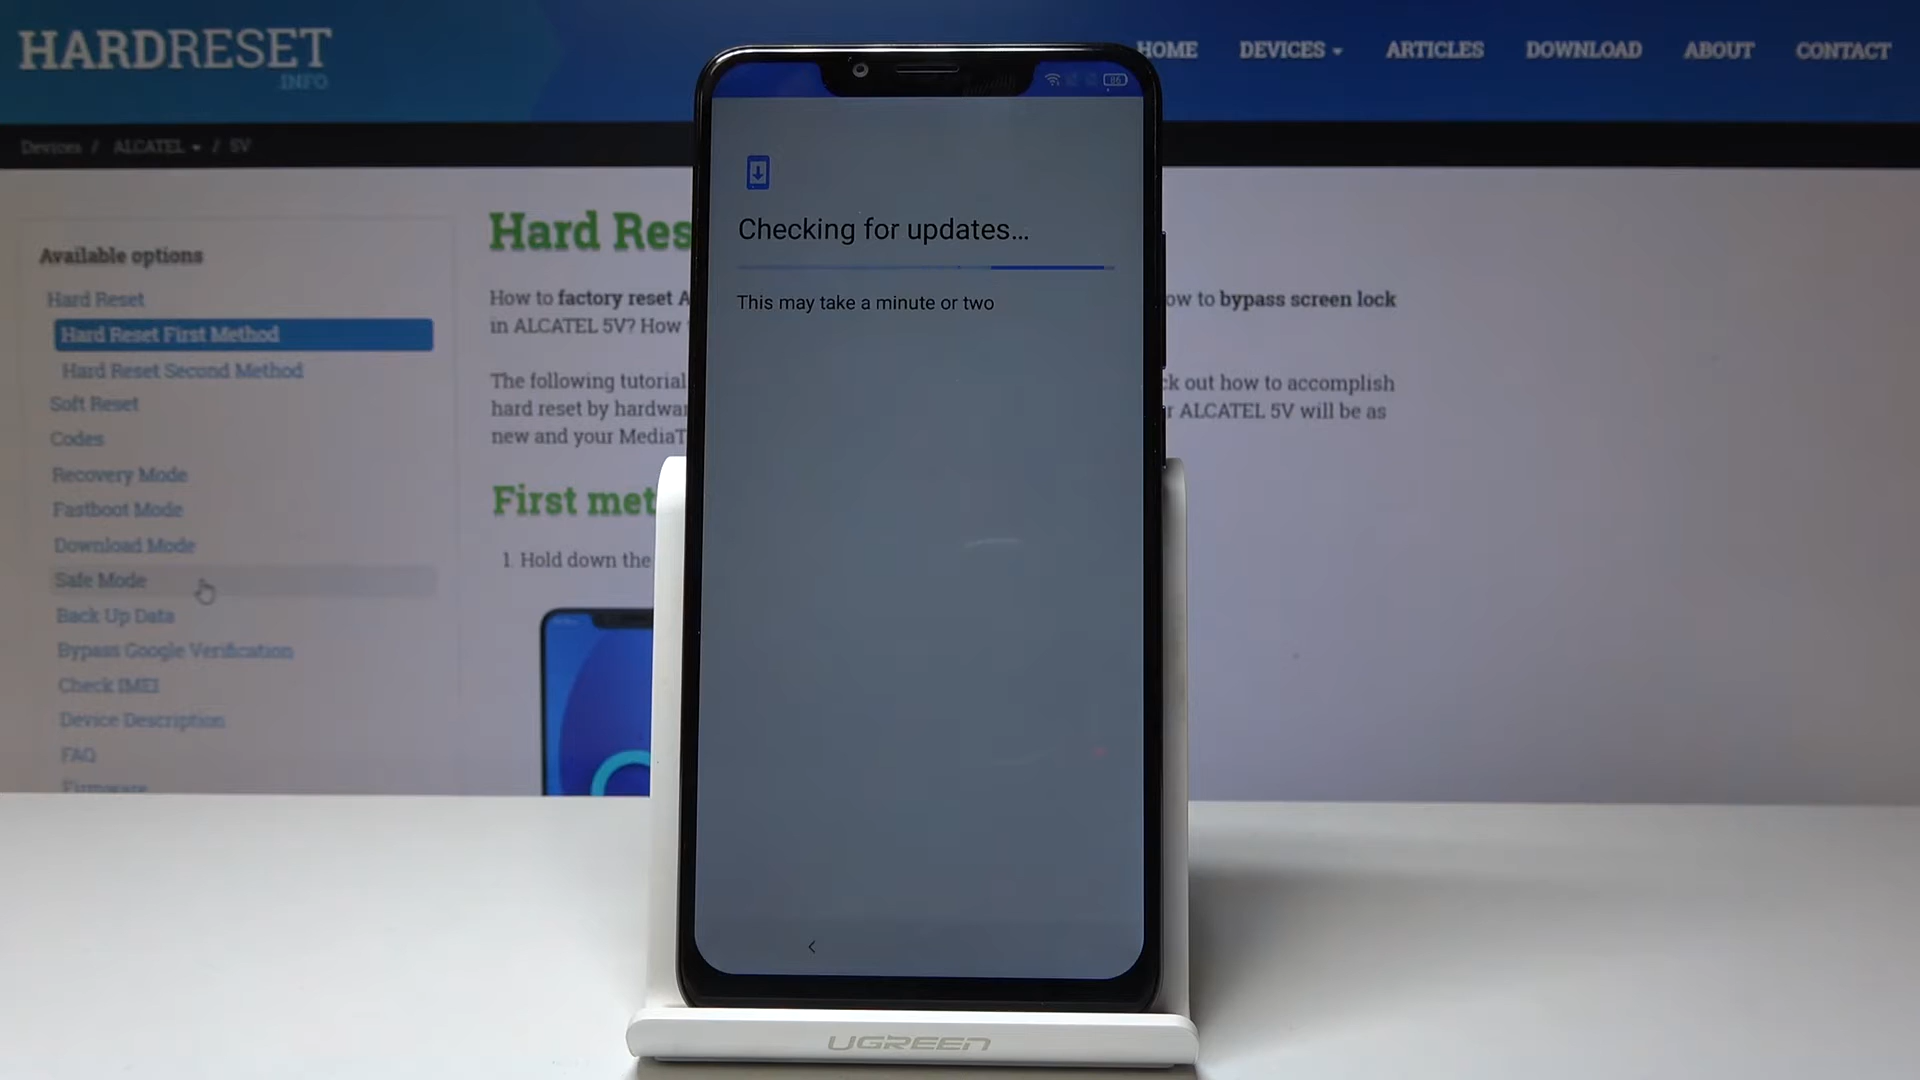 HARDRESET
.INFO
HOME DEVICES ARTICLES DOWNLOAD ABOUT CONTACT
Devices / ALCATEL / 5V
Available options
Hard Reset
Hard Reset First Method
Hard Reset Second Method
Soft Reset
Codes
Recovery Mode
Fastboot Mode
Download Mode
Safe Mode
Back Up Data
Bypass Google Verification
Check IMEI
Device Description
FAQ
Firmware
Hard Res
How to factory reset A
ow to bypass screen lock
in ALCATEL 5V? How
The following tutorial
ck out how to accomplish
hard reset by hardwar
r ALCATEL 5V will be as
new and your MediaT
First met
1. Hold down the
86
Checking for updates...
This may take a minute or two
UGREEN